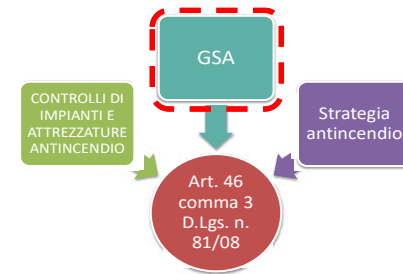 GSA
CONTROLLI DI
IMPIANTI E
ATTREZZATURE
ANTINCENDIO
Strategia
antincendio
Art. 46
comma 3
D.Lgs. n.
81/08